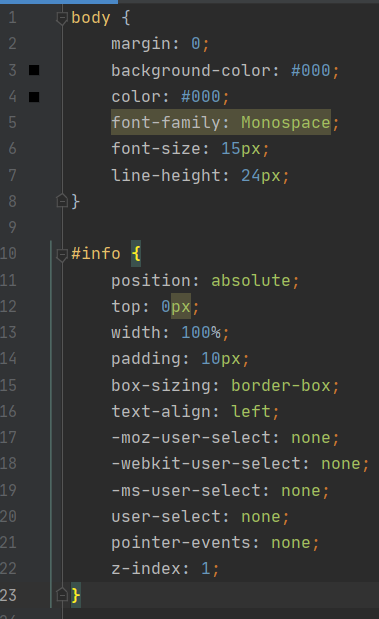 1 body {
2 margin: 0;
3 background-color: #000;
4 color: #000;
5 font-family: Monospace;
6 font-size: 15px;
7 line-height: 24px;
8 }
9
10 #info {
11 position: absolute;
12 top: 0px;
13 width: 100%;
14 padding: 10px;
15 box-sizing: border-box;
16 text-align: left;
17 -moz-user-select: none;
18 -webkit-user-select: none;
19 -ms-user-select: none;
20 user-select: none;
21 pointer-events: none;
22 z-index: 1;
23 }